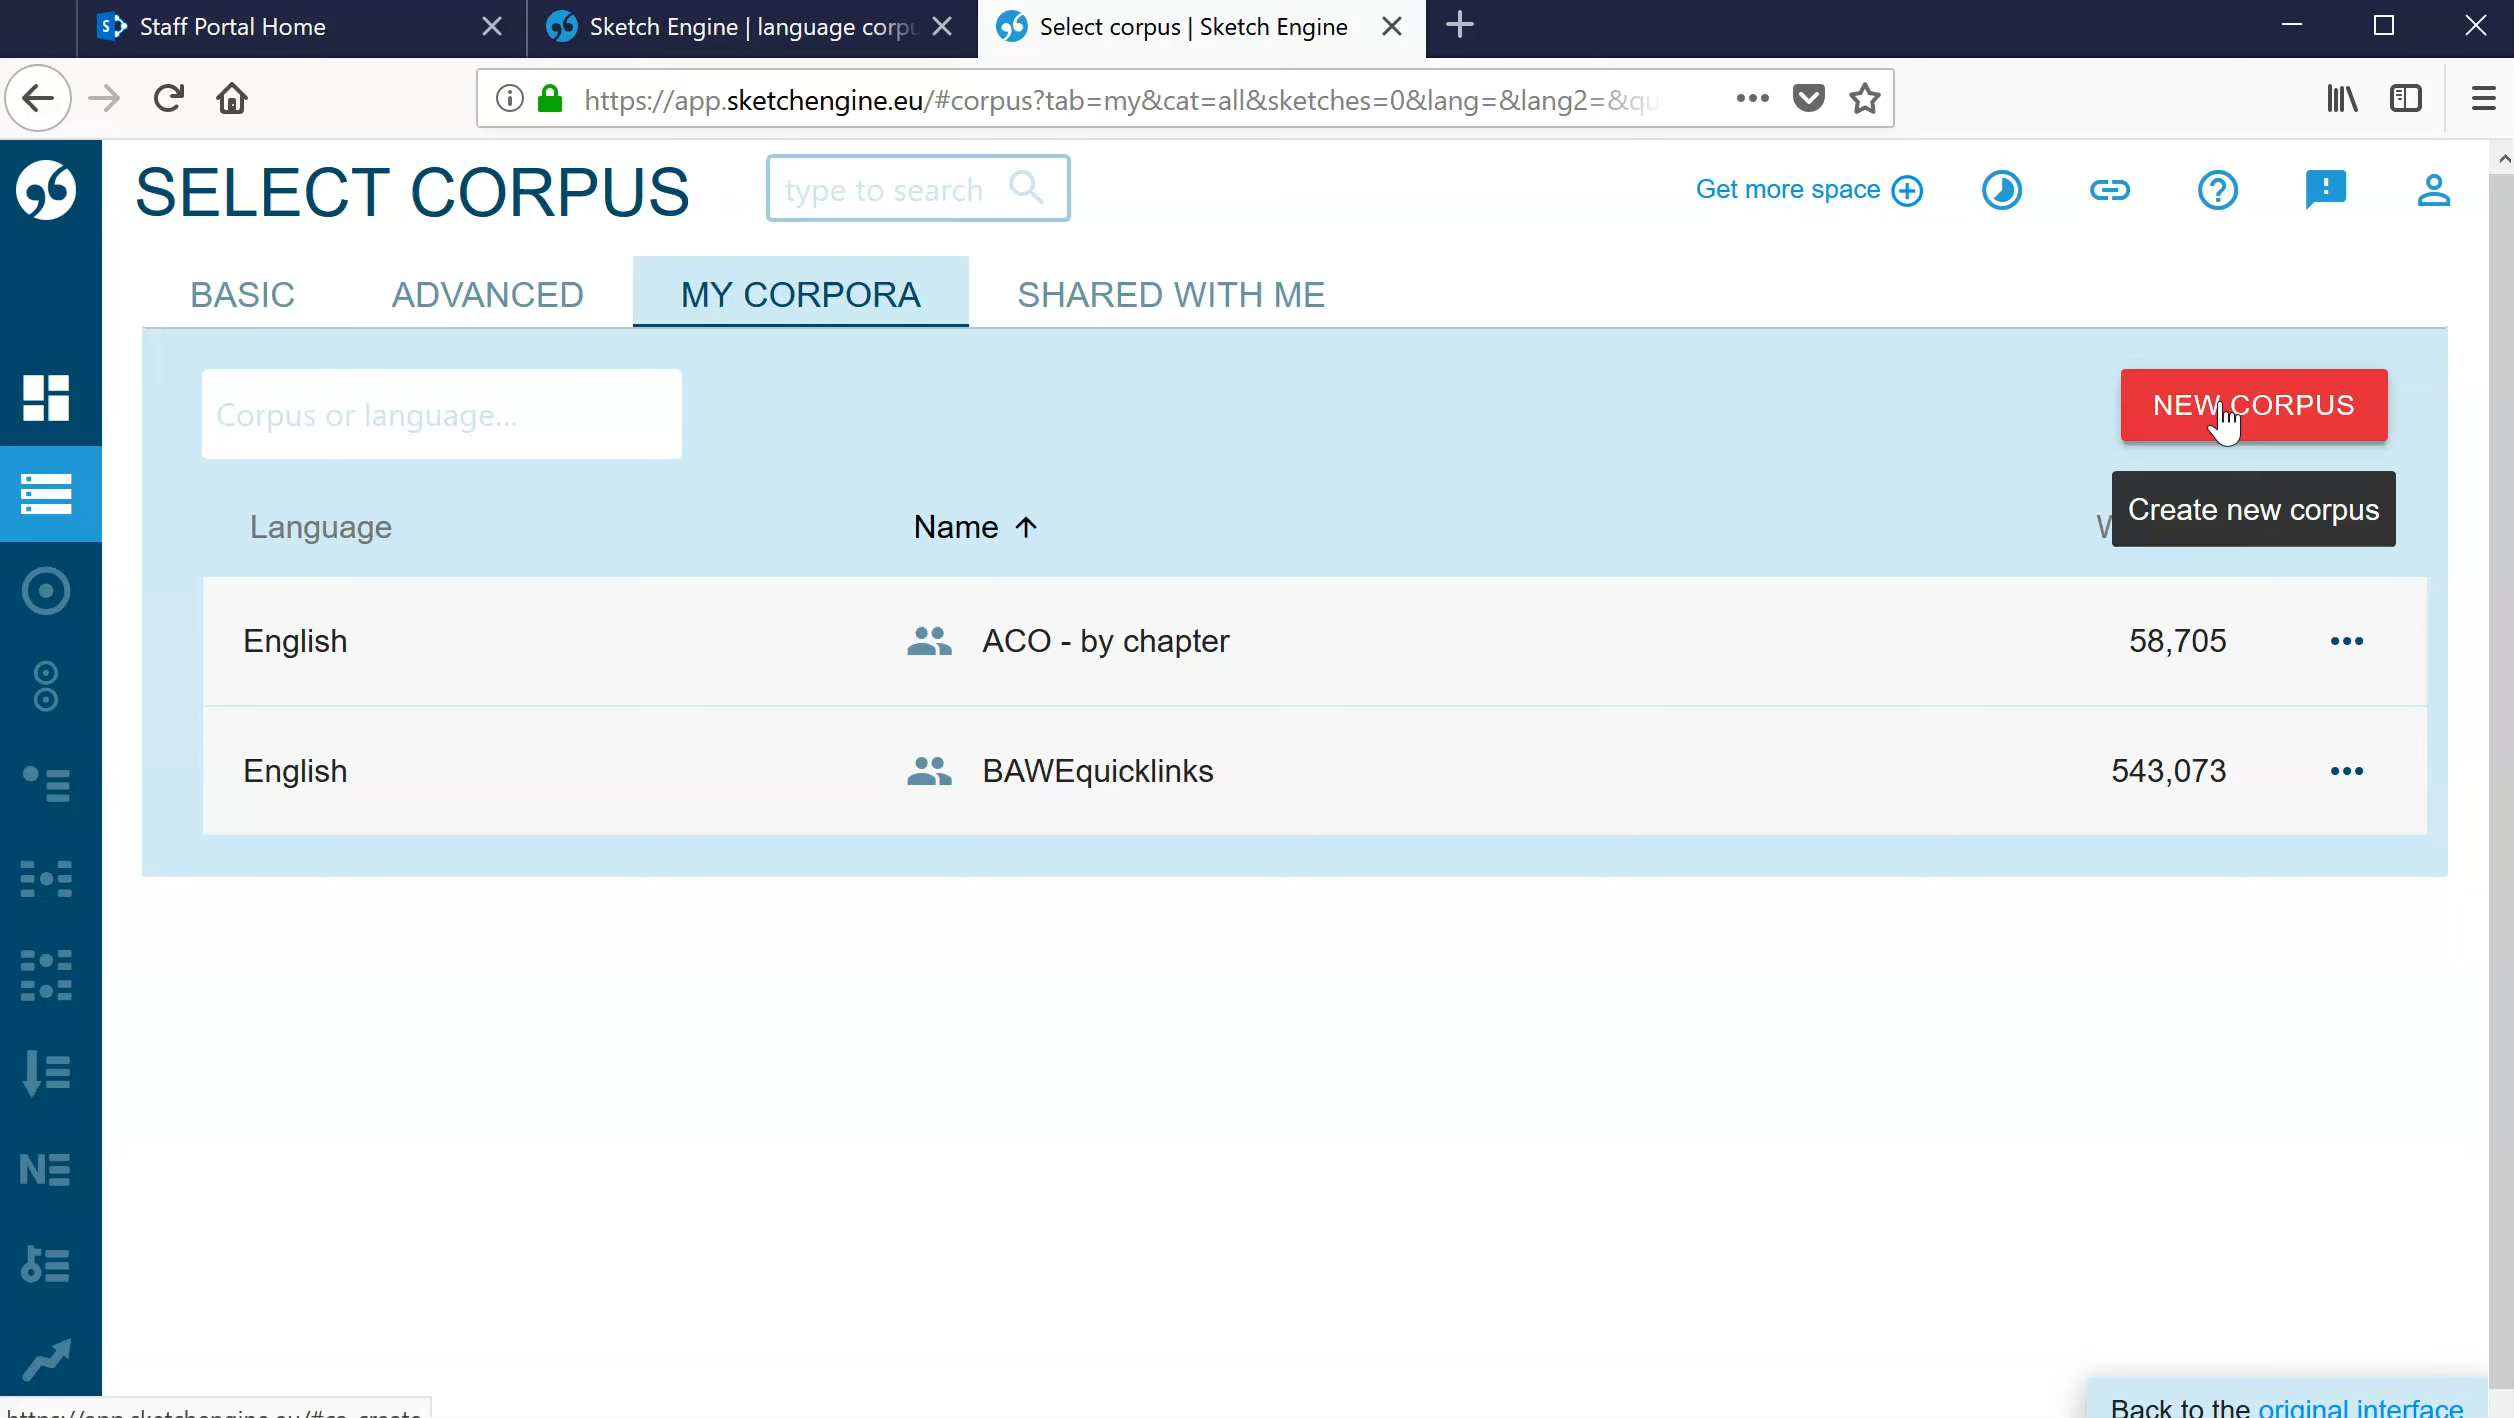 Staff Portal Home
Sketch Engine | language corpu
Select corpus | Sketch Engine
https://app.sketchengine.eu/#corpus?tab=my&cat=all&sketches=0&lang=&lang2=&qu
SELECT CORPUS
type to search
Get more space
BASIC
ADVANCED
MY CORPORA
SHARED WITH ME
Corpus or language...
NEW CORPUS
Create new corpus
Language
Name ↑
English
ACO - by chapter
58,705
English
BAWEquicklinks
543,073
Back to the original interface